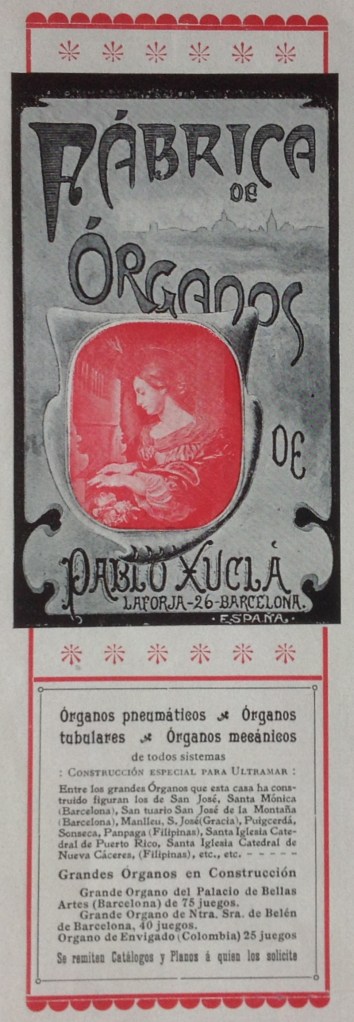 FÁBRICA
DE
ÓRGANOS
DE
PABLO XUCLÁ
LAFORJA-26-BARCELONA.
·ESPAÑA.·
Órganos pneumáticos Órganos
tubulares Órganos mecánicos
de todos sistemas
: CONSTRUCCIÓN ESPECIAL PARA ULTRAMAR :
Entre los grandes Órganos que esta casa ha cons-
truido figuran los de San José, Santa Mónica
(Barcelona), San tuario San José de la Montaña
(Barcelona), Manlleu, S. José(Gracia), Puigcerdá,
Sonseca, Panpaga (Filipinas), Santa Iglesia Cate-
dral de Puerto Rico, Santa Iglesia Catedral de
Nueva Cáceres, (Filipinas), etc., etc. - - - - -
Grandes Órganos en Construcción
Grande Organo del Palacio de Bellas
Artes (Barcelona) de 75 juegos.
Grande Organo de Ntra. Sra. de Belén
de Barcelona, 40 juegos.
Organo de Envigado (Colombia) 25 juegos
Se remiten Catálogos y Planos á quien los solicite